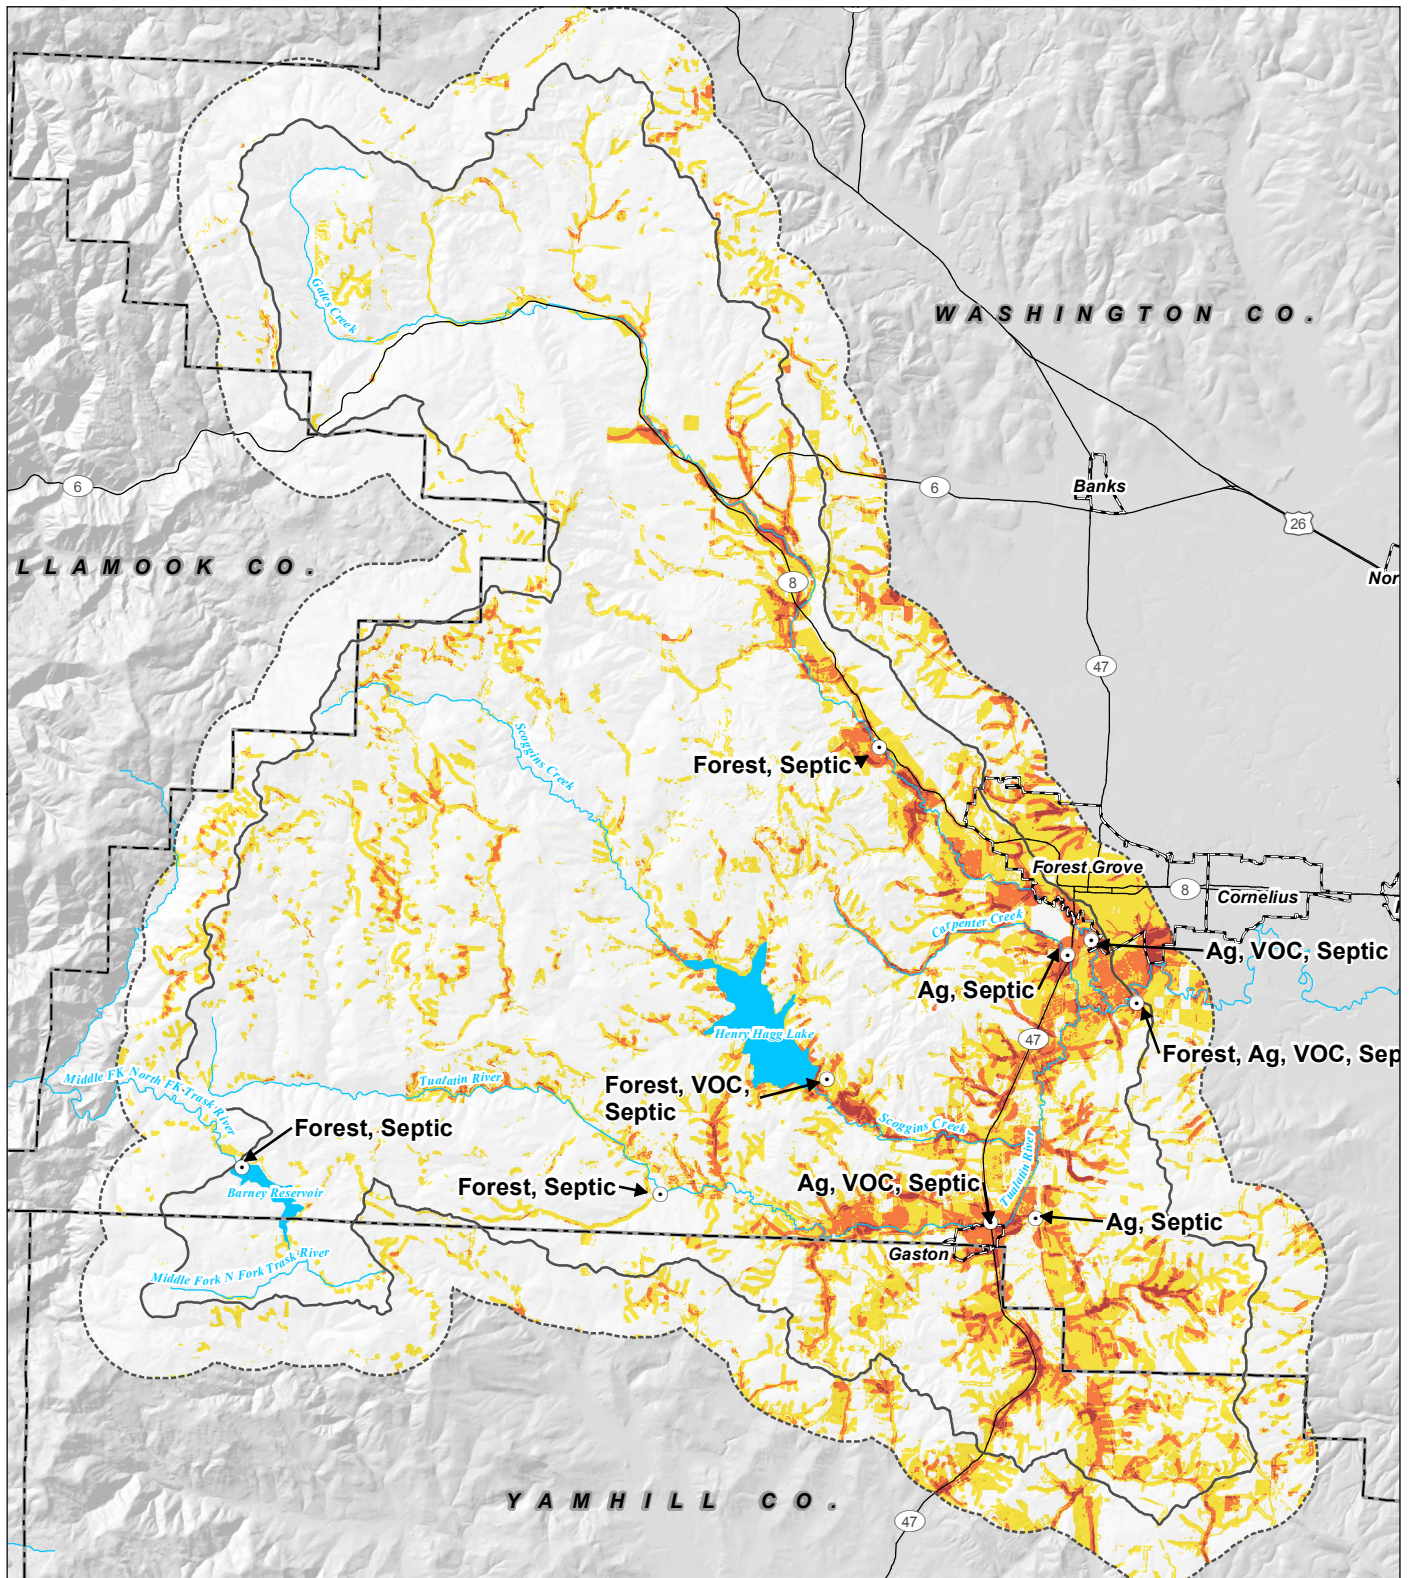 Gales Creek
WASHINGTON CO.
6
6
Banks
26
LLAMOOK CO.
Nor
8
47
Scoggins Creek
Forest, Septic
Forest Grove
8
Cornelius
Carpenter Creek
Ag, VOC, Septic
Ag, Septic
Henry Hagg Lake
47
Forest, Ag, VOC, Sep
Middle FK North FK Trask River
Tualatin River
Forest, VOC,
Septic
Scoggins Creek
Forest, Septic
Tualatin River
Forest, Septic
Ag, VOC, Septic
Barney Reservoir
Ag, Septic
Gaston
Middle Fork N Fork Trask River
YAMHILL CO.
47